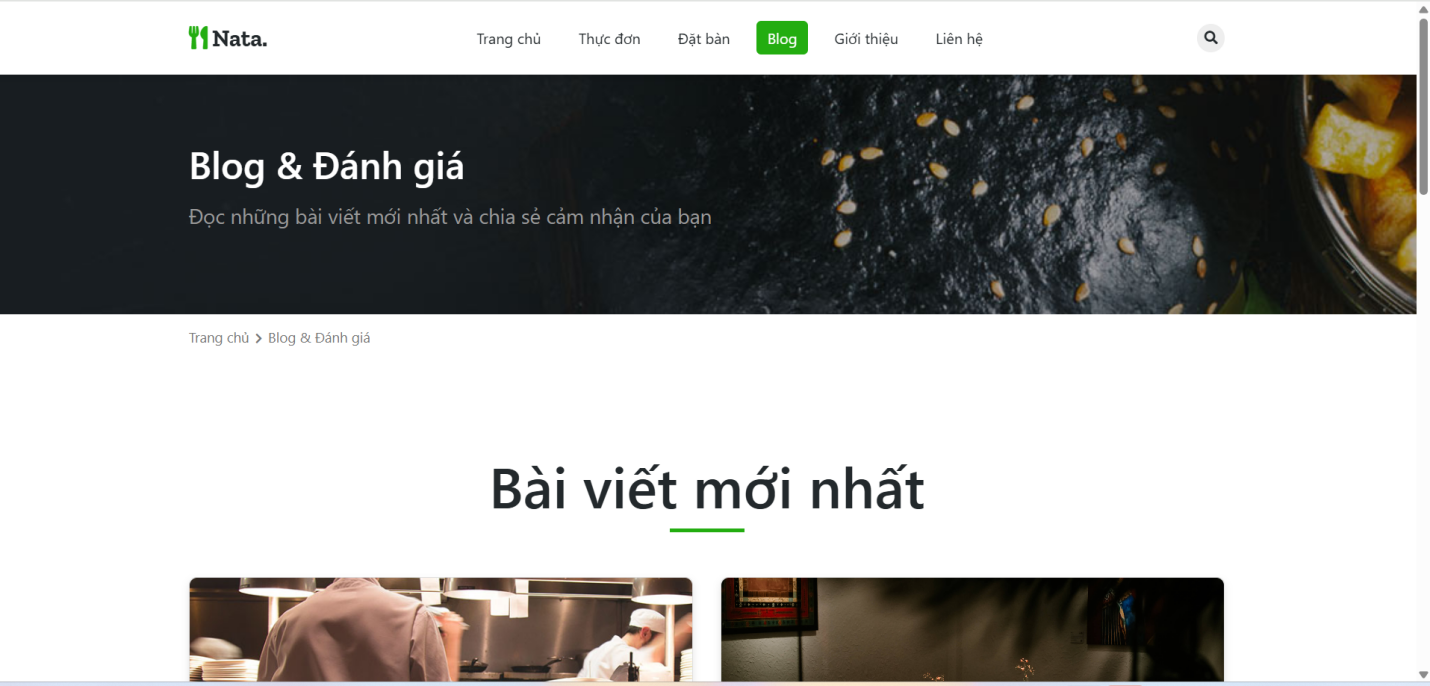 Nata.
Trang chủ
Thực đơn
Đặt bàn
Blog
Giới thiệu
Liên hệ
Blog & Đánh giá
Đọc những bài viết mới nhất và chia sẻ cảm nhận của bạn
Trang chủ > Blog & Đánh giá
Bài viết mới nhất